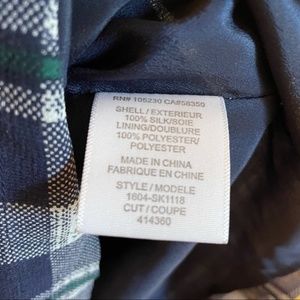 RN# 105230 CA#58350
SHELL / EXTERIEUR
100% SILK/SOIE
LINING/DOUBLURE
100% POLYESTER/
POLYESTER
MADE IN CHINA
FABRIQUE EN CHINE
STYLE / MODELE
1604-SK1118
CUT / COUPE
414360